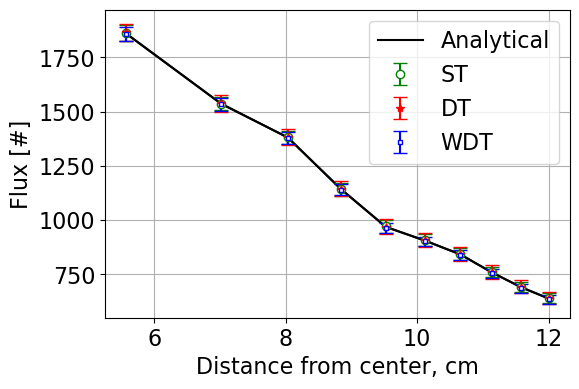 Analytical
ST
DT
WDT
Flux [#]
1750
1500
1250
1000
750
6 8 10 12
Distance from center, cm